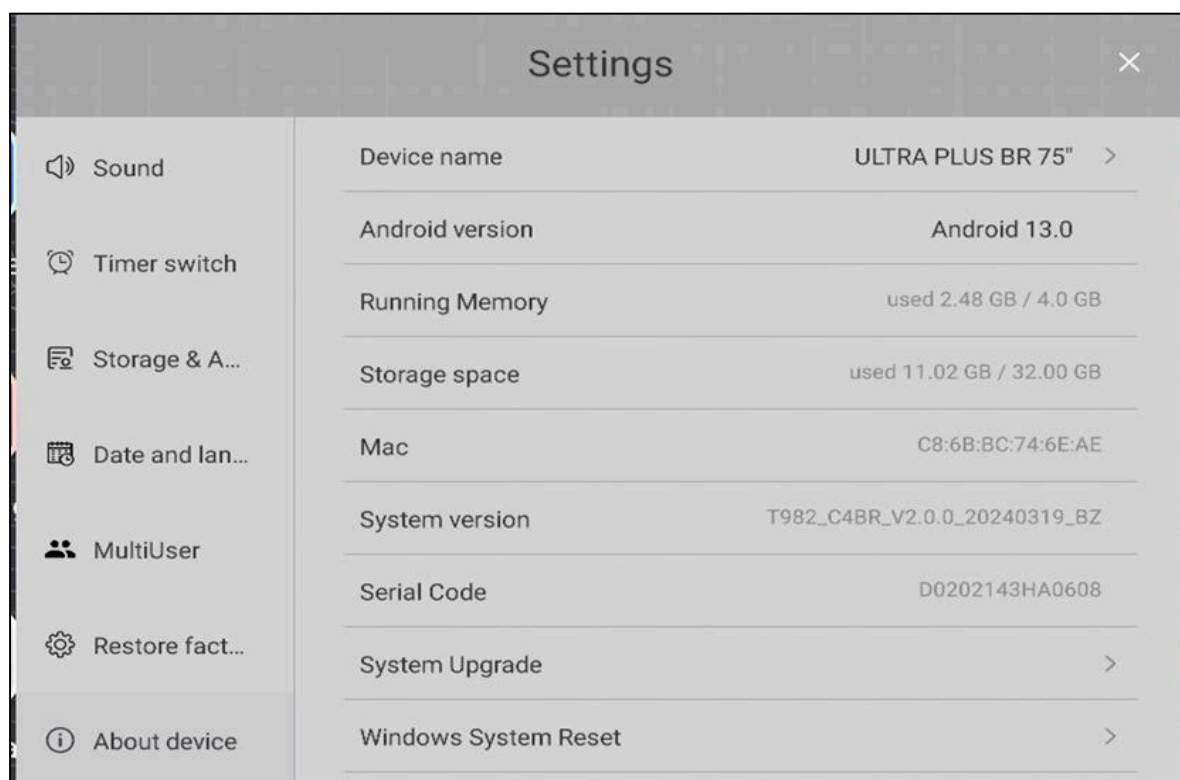 Settings
Sound
Timer switch
Storage & A...
Date and lan...
MultiUser
Restore fact...
About device
Device name ULTRA PLUS BR 75"
Android version Android 13.0
Running Memory used 2.48 GB / 4.0 GB
Storage space used 11.02 GB / 32.00 GB
Mac C8:6B:BC:74:6E:AE
System version T982_C4BR_V2.0.0_20240319_BZ
Serial Code D0202143HA0608
System Upgrade
Windows System Reset